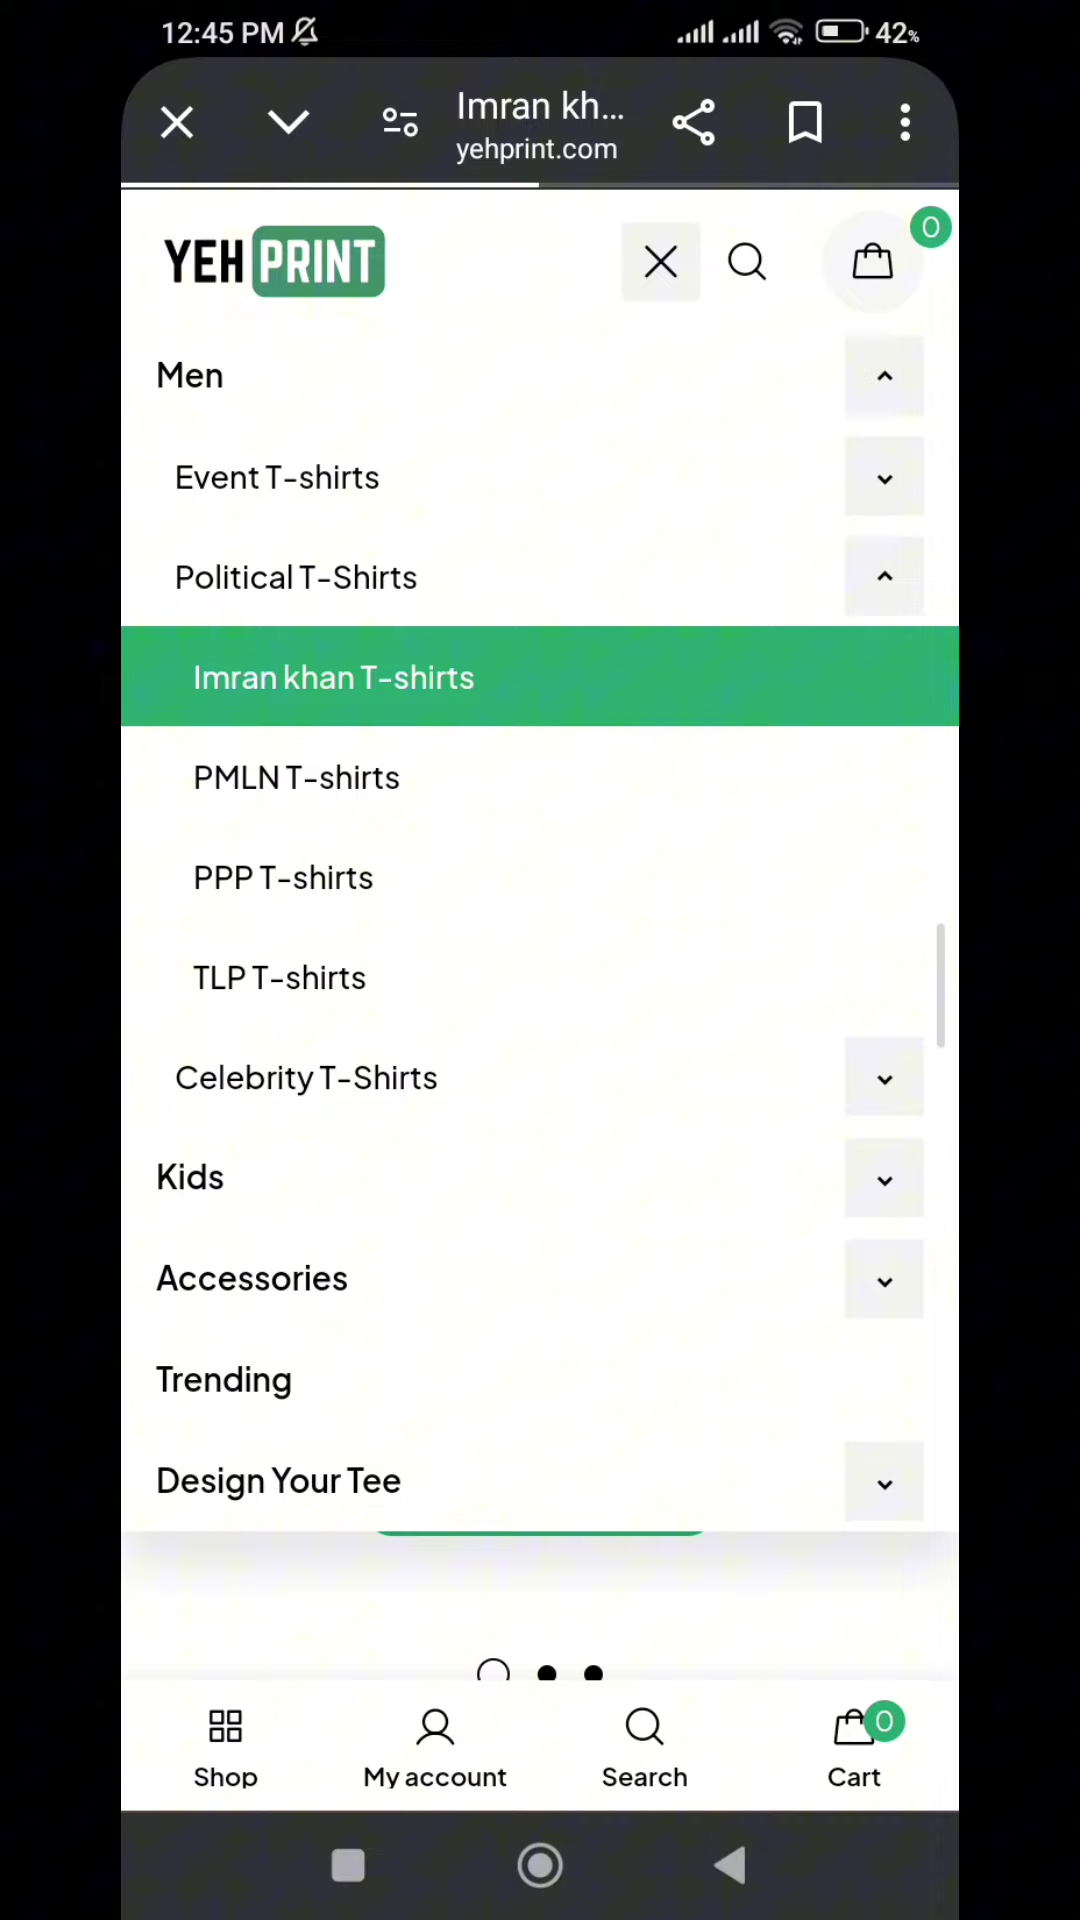 12:45 PM
42%
Imran kh...
yehprint.com
YEH PRINT
0
Men
Event T-shirts
Political T-Shirts
Imran khan T-shirts
PMLN T-shirts
PPP T-shirts
TLP T-shirts
Celebrity T-Shirts
Kids
Accessories
Trending
Design Your Tee
0
Shop
My account
Search
Cart